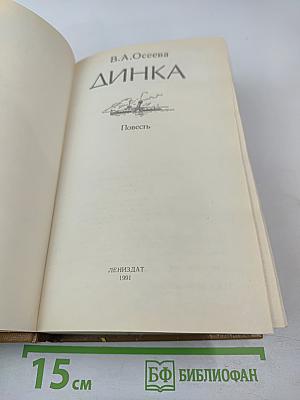 В.А.Осеева
ДИНКА
Повесть
ЛЕНИЗДАТ
1991
15 см
БФ БИБЛИОФАН